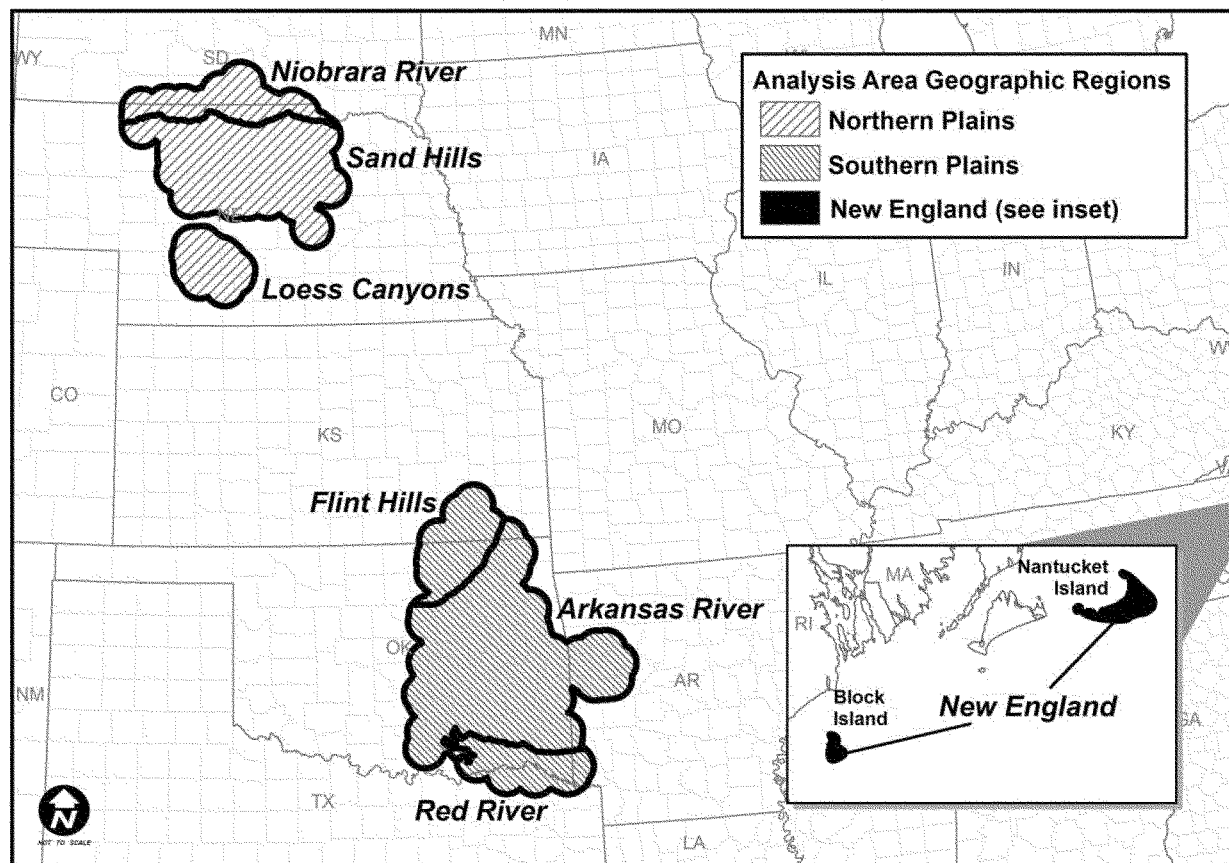 WY
SD
MN
Niobrara River
Sand Hills
NE
Loess Canyons
IA
Analysis Area Geographic Regions
Northern Plains
Southern Plains
New England (see inset)
IL
IN
CO
KS
MO
KY
Flint Hills
Arkansas River
OK
NM
AR
Red River
TX
LA
MA
RI
Nantucket
Island
Block
Island
New England
GA
N
NOT TO SCALE